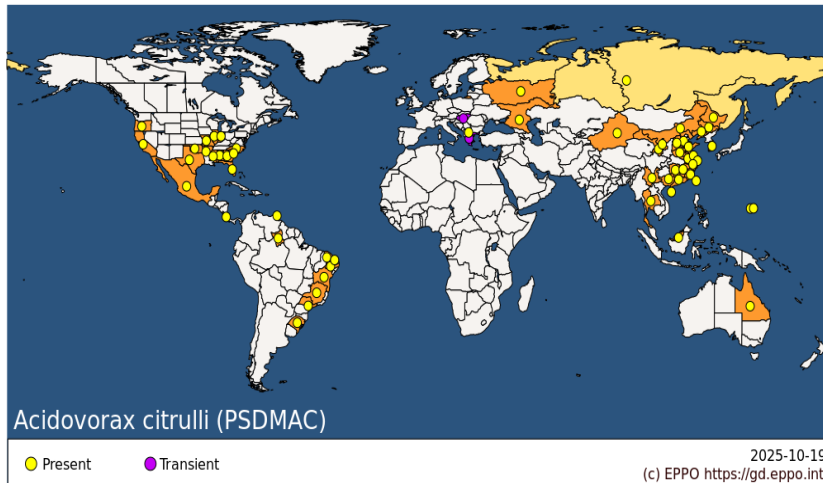 Acidovorax citrulli (PSDMAC)
Present
Transient
2025-10-19
(c) EPPO https://gd.eppo.int